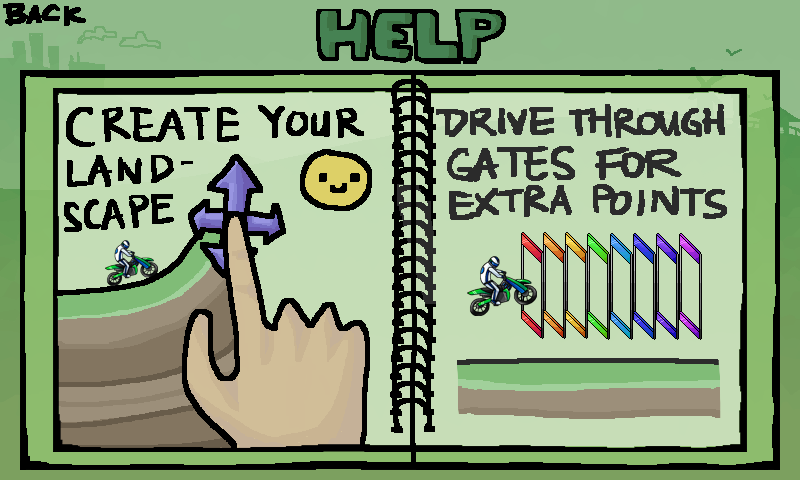 BACK
HELP
CREATE YOUR
LAND-
SCAPE
DRIVE THROUGH
GATES FOR
EXTRA POINTS